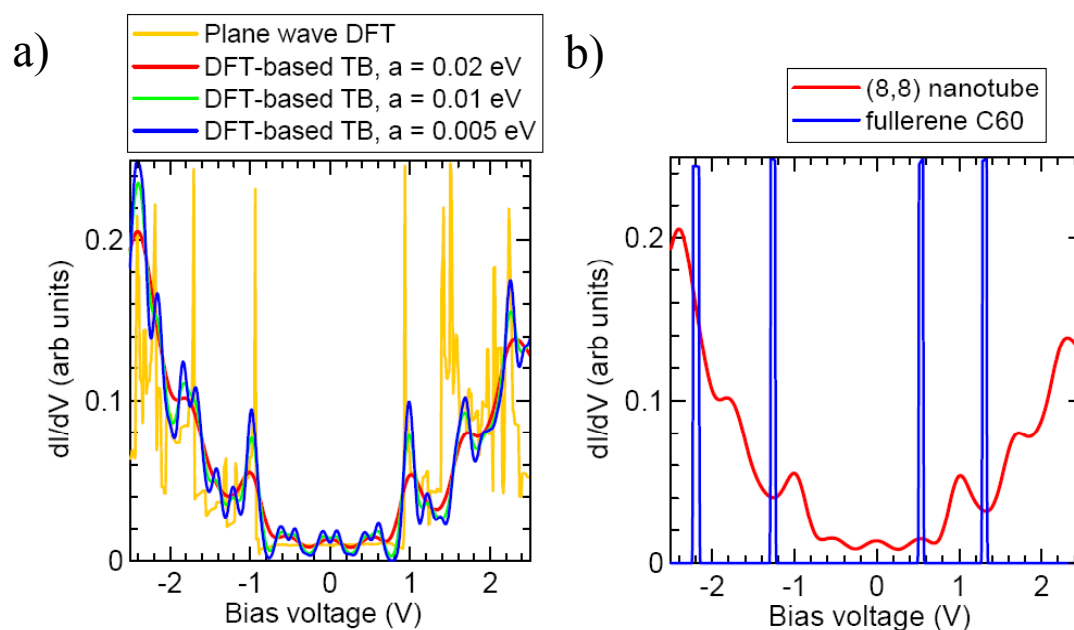 a)
Plane wave DFT
DFT-based TB, a = 0.02 eV
DFT-based TB, a = 0.01 eV
DFT-based TB, a = 0.005 eV
dI/dV (arb units)
0.2
0.1
0
-2 -1 0 1 2
Bias voltage (V)
b)
(8,8) nanotube
fullerene C60
dI/dV (arb units)
0.2
0.1
0
-2 -1 0 1 2
Bias voltage (V)